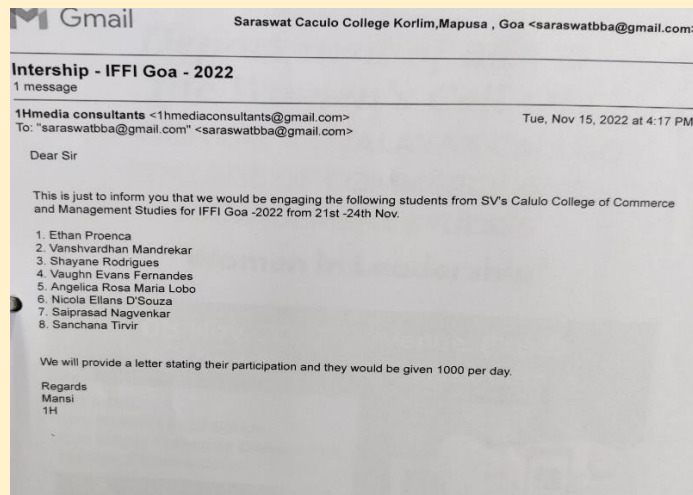 Gmail
Saraswat Caculo College Korlim,Mapusa , Goa <saraswatbba@gmail.com>
Intership - IFFI Goa - 2022
1 message
1Hmedia consultants <1hmediaconsultants@gmail.com>
Tue, Nov 15, 2022 at 4:17 PM
To: "saraswatbba@gmail.com" <saraswatbba@gmail.com>
Dear Sir
This is just to inform you that we would be engaging the following students from SV's Calulo College of Commerce
and Management Studies for IFFI Goa -2022 from 21st -24th Nov.
1. Ethan Proenca
2. Vanshvardhan Mandrekar
3. Shayane Rodrigues
4. Vaughn Evans Fernandes
5. Angelica Rosa Maria Lobo
6. Nicola Ellans D'Souza
7. Saiprasad Nagvenkar
8. Sanchana Tirvir
We will provide a letter stating their participation and they would be given 1000 per day.
Regards
Mansi
1H